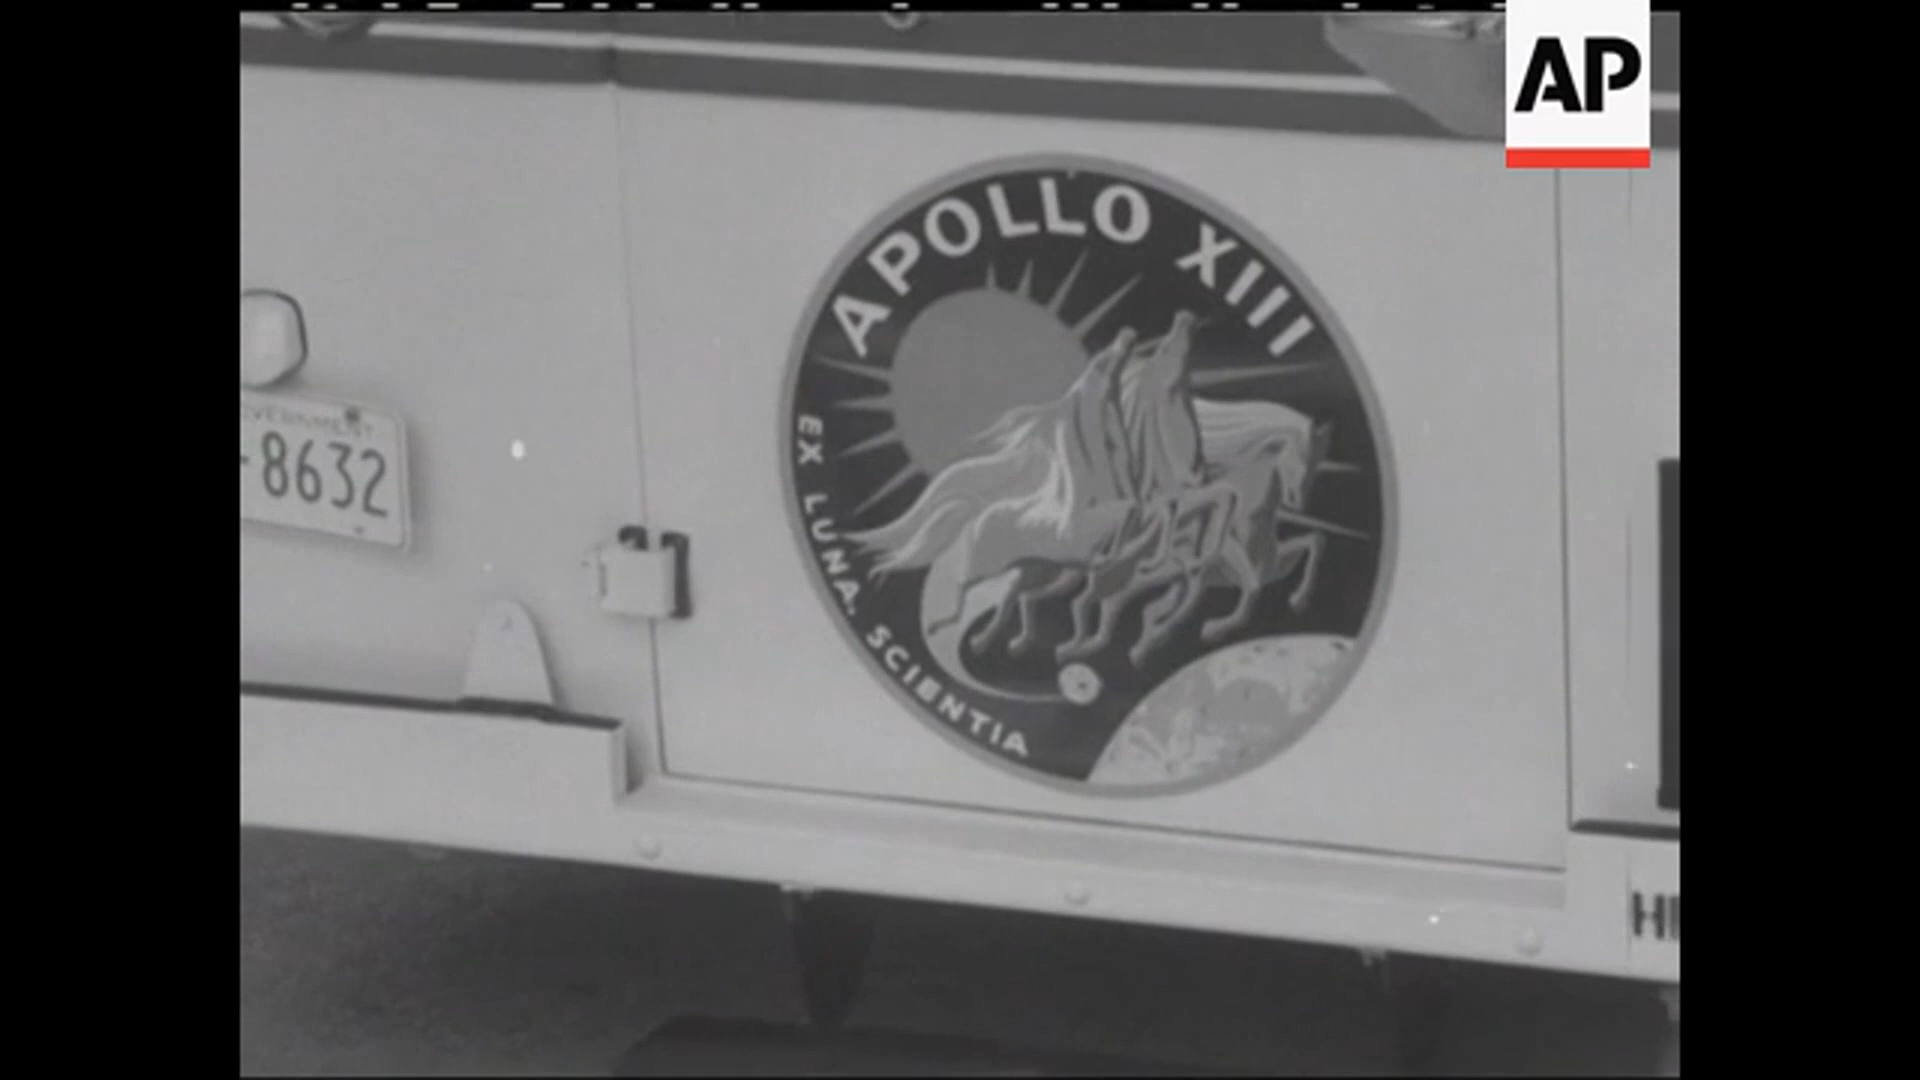 AP
APOLLO XIII
EX LUNA, SCIENTIA
-8632